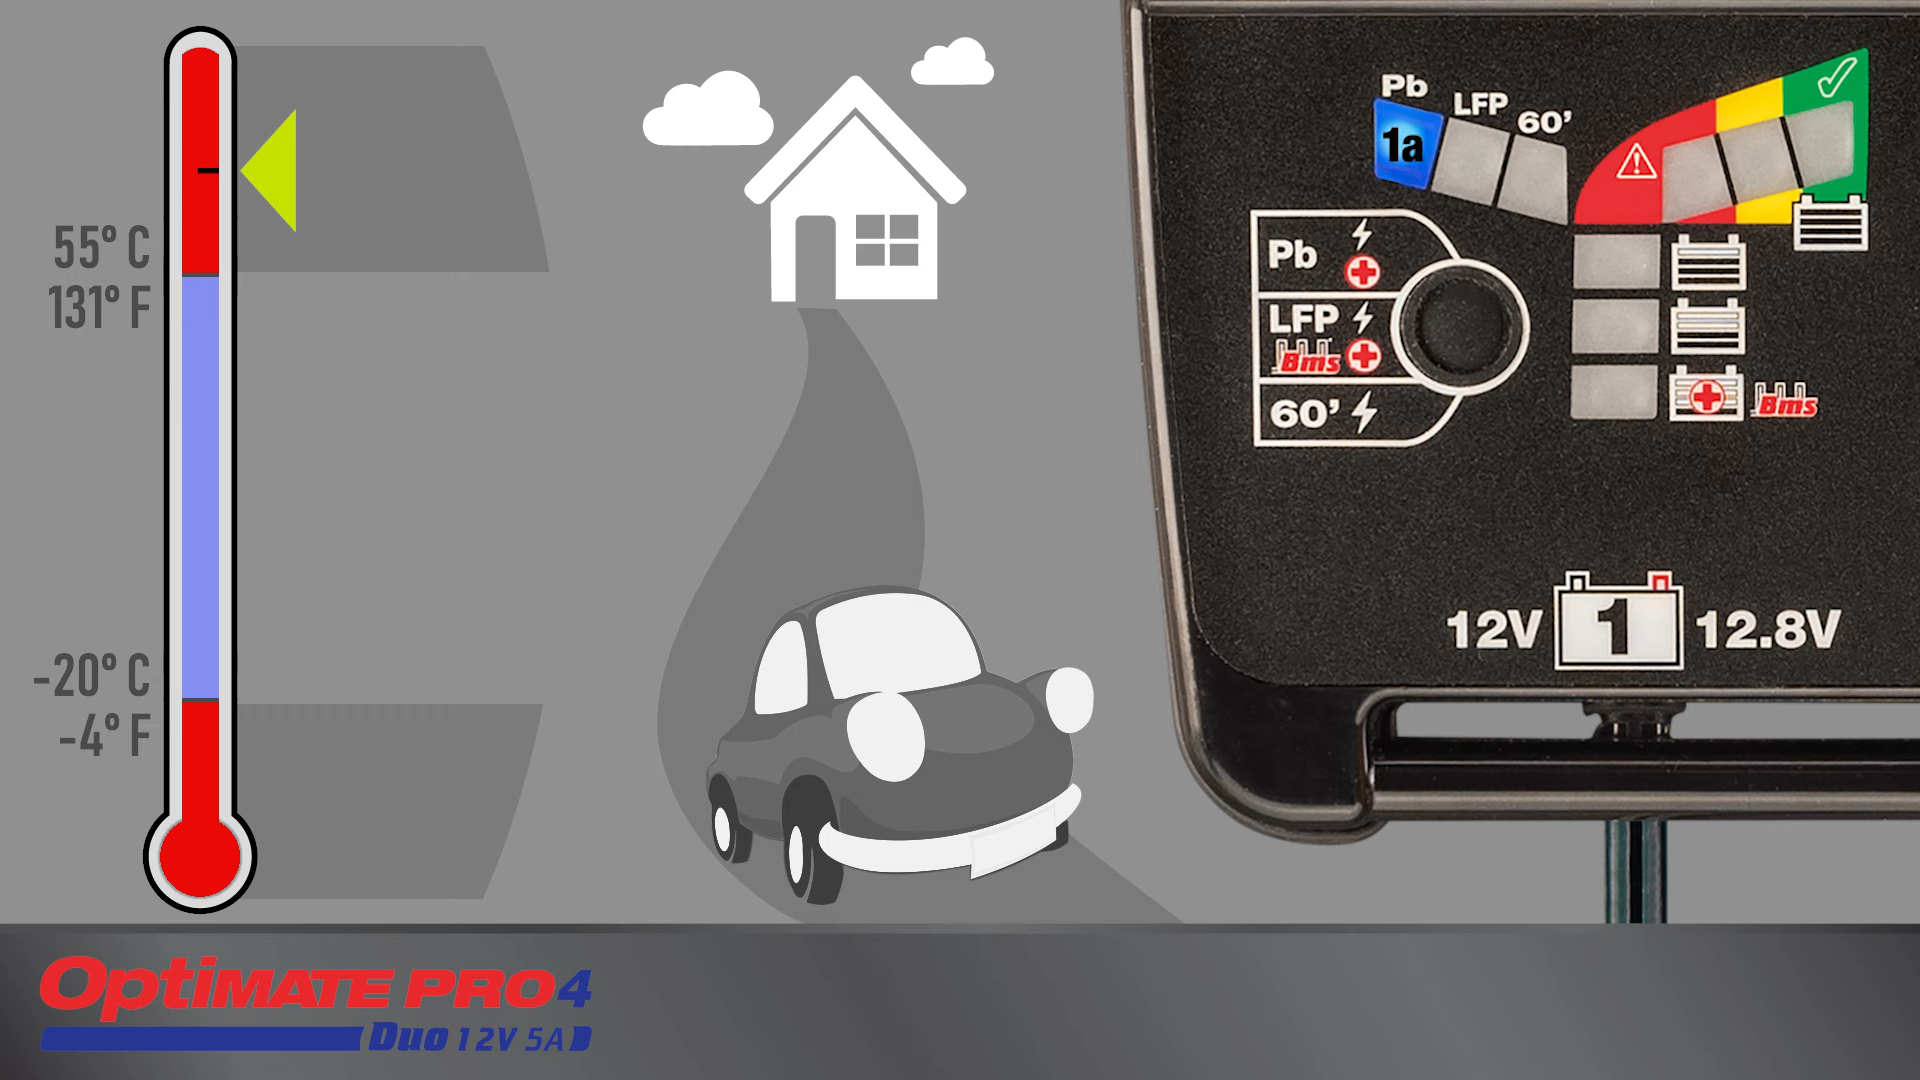 55° C
131° F
-20° C
-4° F
Pb
LFP
60’
1a
Pb
LFP
Bms
60’
Bms
12V 1 12.8V
OptiMATE PRO4
Duo 12V 5A